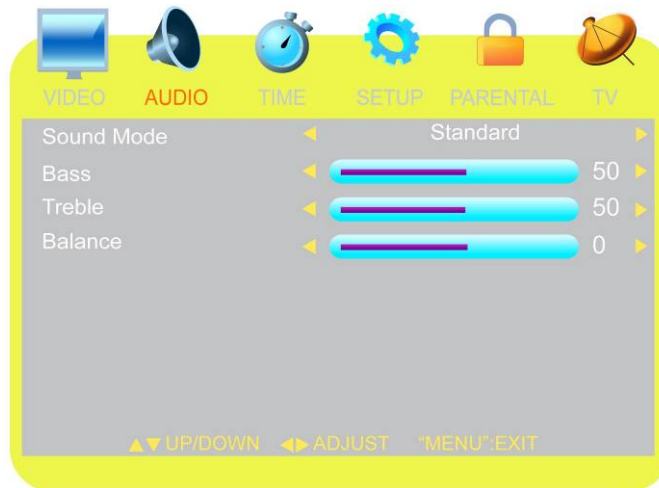 VIDEO AUDIO TIME SETUP PARENTAL TV
Sound Mode Standard
Bass 50
Treble 50
Balance 0
▲▼ UP/DOWN ◀▶ ADJUST “MENU”:EXIT